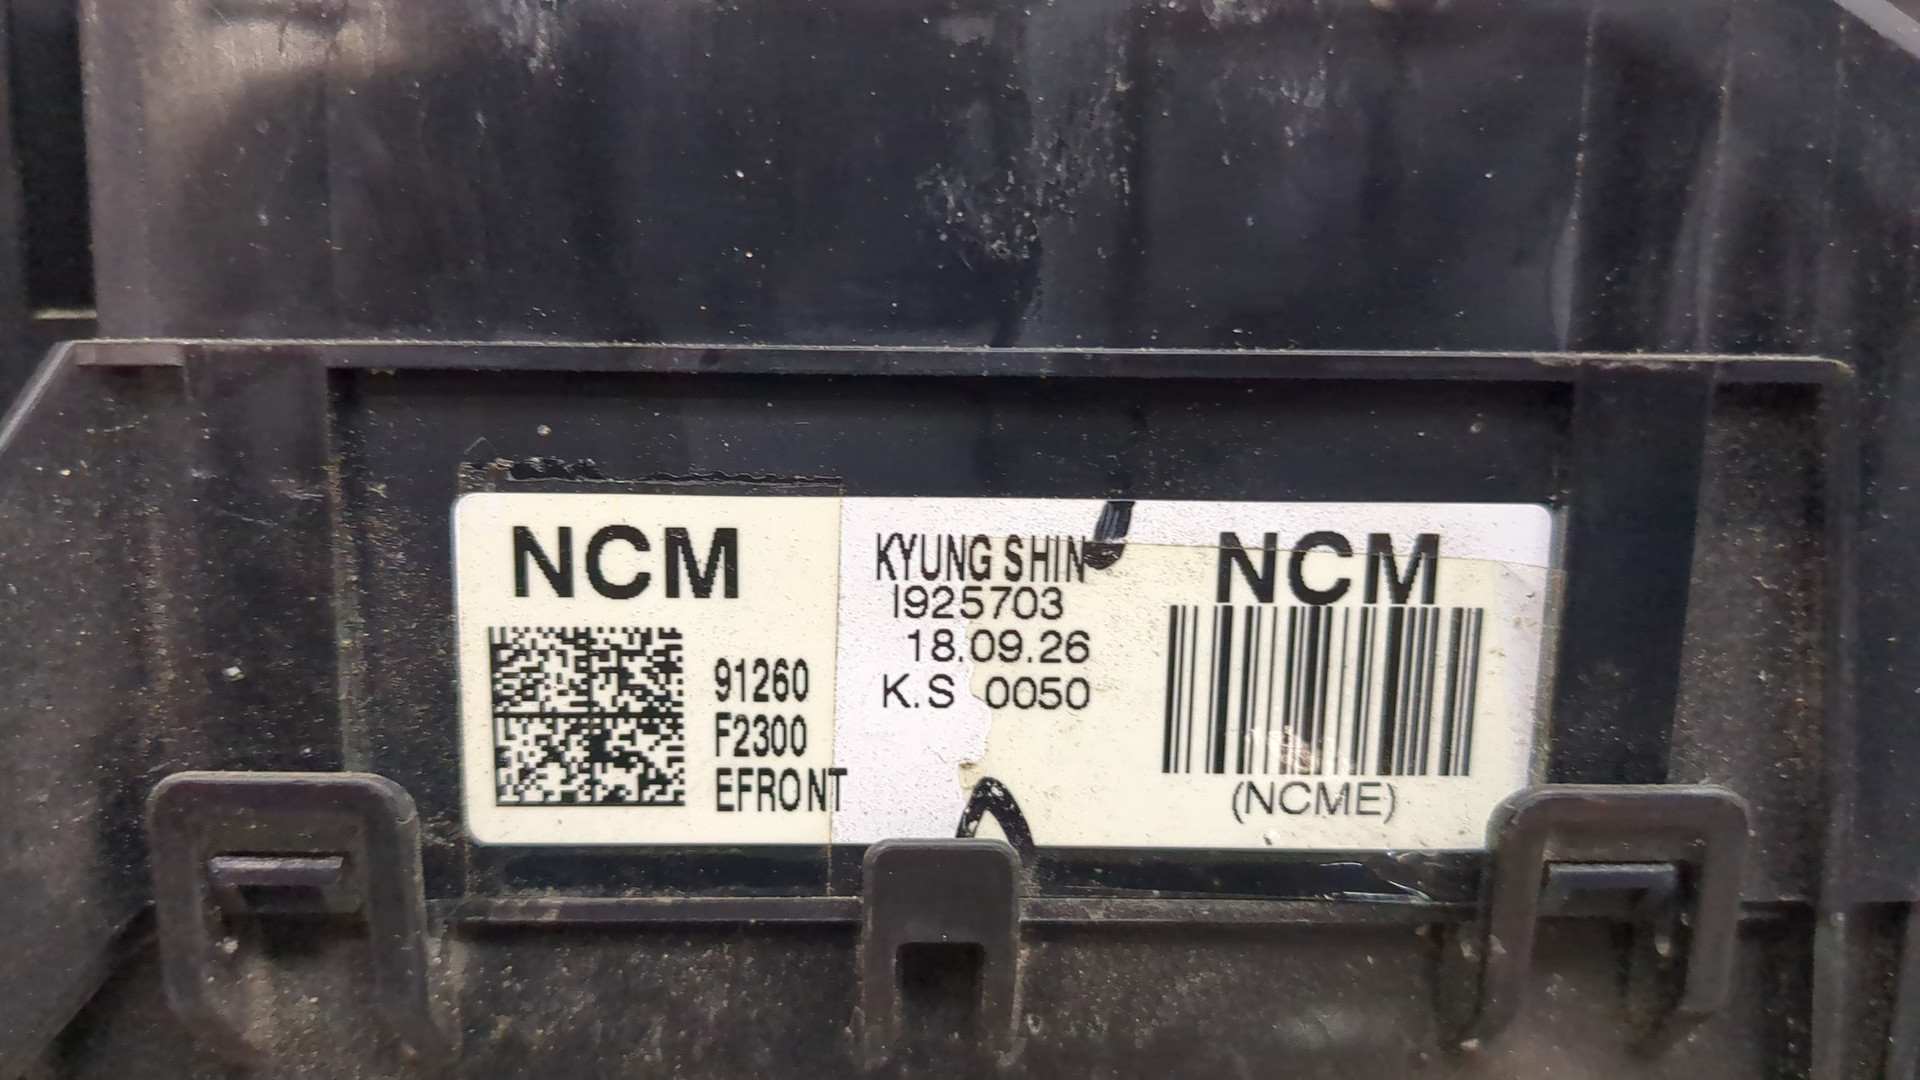 NCM
91260
F2300
EFRONT
KYUNG SHIN
I925703
18.09.26
K.S 0050
NCM
(NCME)